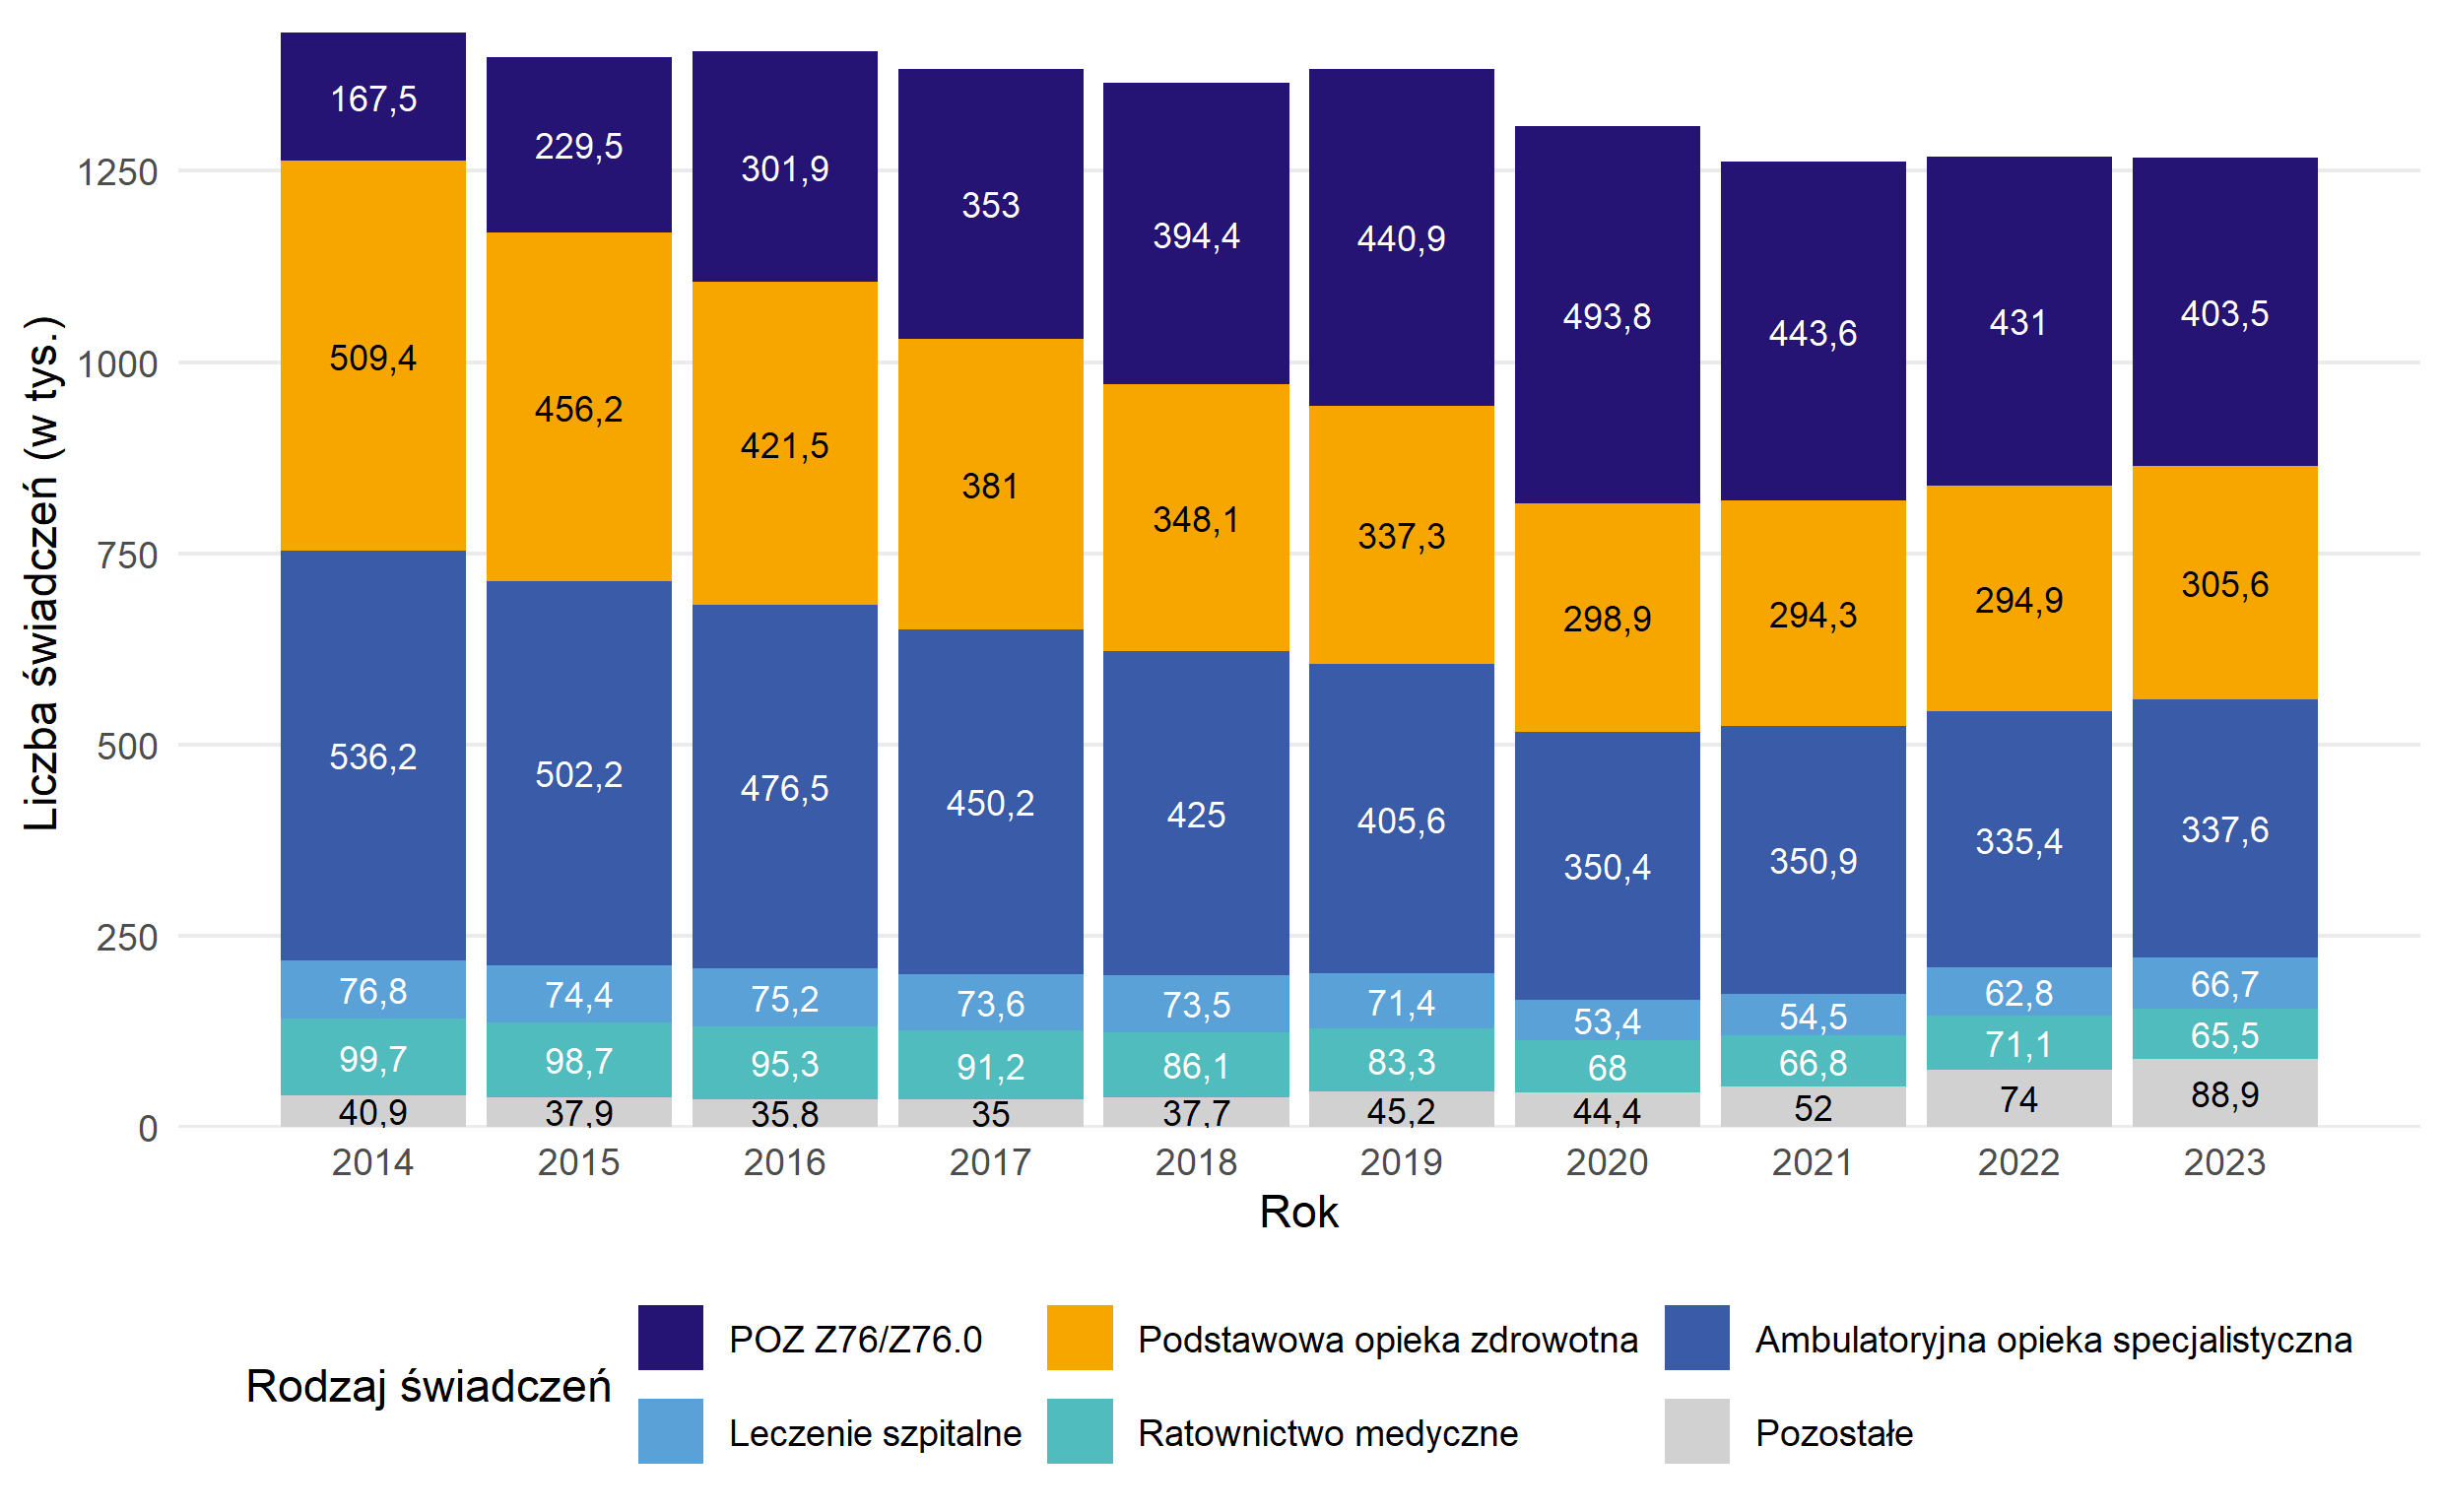 Liczba świadczeń (w tys.)
1250
1000
750
500
250
0
167,5 229,5 301,9 353 394,4 440,9 493,8 443,6 431 403,5
509,4 456,2 421,5 381 348,1 337,3 298,9 294,3 294,9 305,6
536,2 502,2 476,5 450,2 425 405,6 350,4 350,9 335,4 337,6
76,8 74,4 75,2 73,6 73,5 71,4 53,4 54,5 62,8 66,7
99,7 98,7 95,3 91,2 86,1 83,3 68 66,8 71,1 65,5
40,9 37,9 35,8 35 37,7 45,2 44,4 52 74 88,9
2014 2015 2016 2017 2018 2019 2020 2021 2022 2023
Rok
Rodzaj świadczeń
POZ Z76/Z76.0 Podstawowa opieka zdrowotna Ambulatoryjna opieka specjalistyczna
Leczenie szpitalne Ratownictwo medyczne Pozostałe